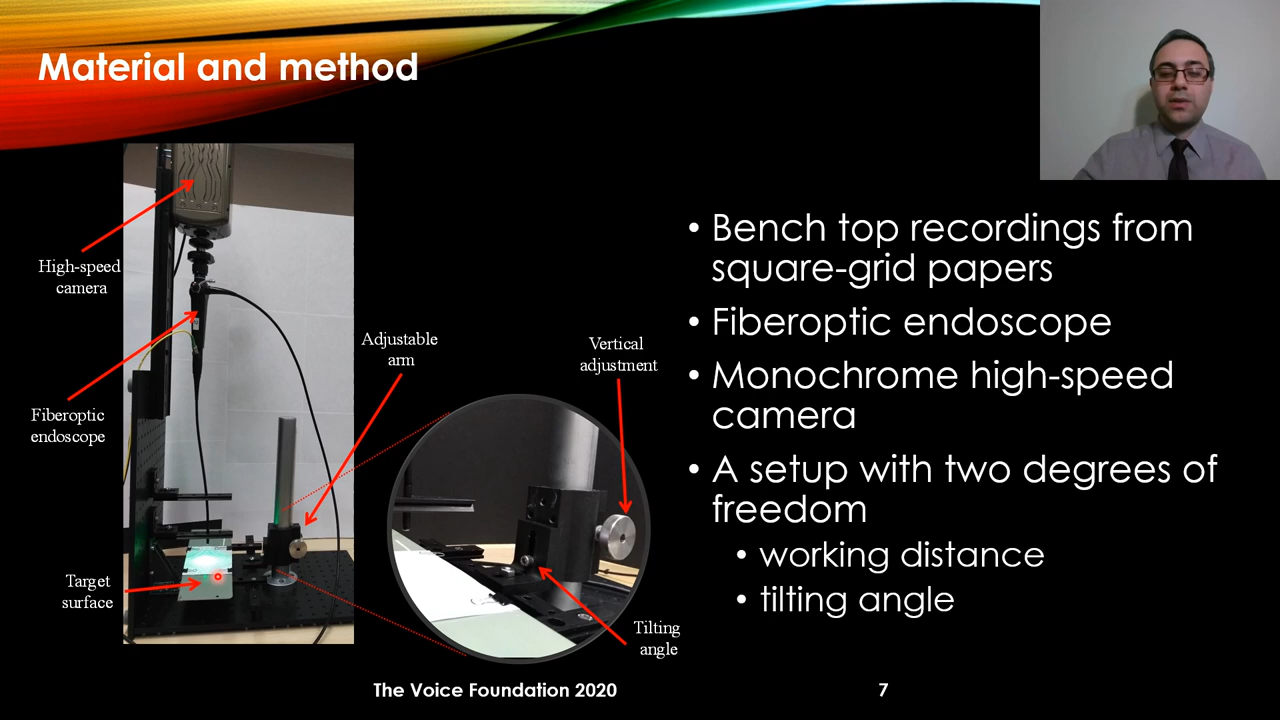 Material and method
High-speed
camera
Fiberoptic
endoscope
Target
surface
Adjustable
arm
Vertical
adjustment
Tilting
angle
• Bench top recordings from
square-grid papers
• Fiberoptic endoscope
• Monochrome high-speed
camera
• A setup with two degrees of
freedom
• working distance
• tilting angle
The Voice Foundation 2020
7